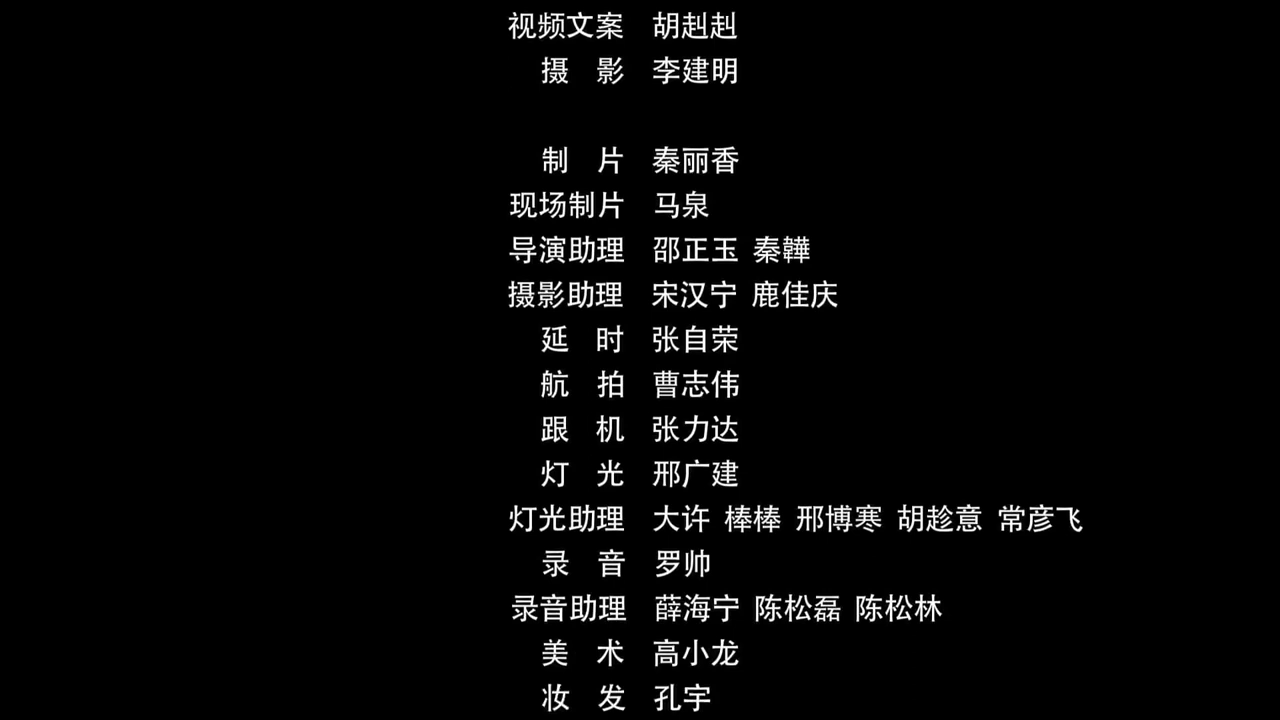 视频文案 胡赳赳
摄 影 李建明
制 片 秦丽香
现场制片 马泉
导演助理 邵正玉 秦韡
摄影助理 宋汉宁 鹿佳庆
延 时 张自荣
航 拍 曹志伟
跟 机 张力达
灯 光 邢广建
灯光助理 大许 棒棒 邢博寒 胡趁意 常彦飞
录 音 罗帅
录音助理 薛海宁 陈松磊 陈松林
美 术 高小龙
妆 发 孔宇